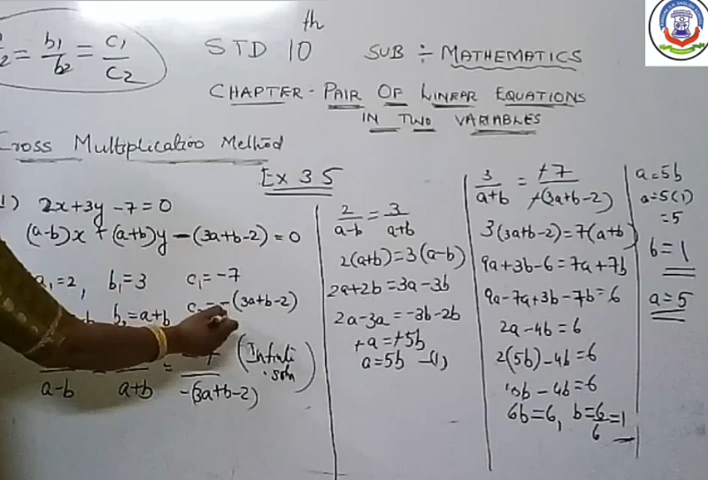 = b₁/b₂ = c₁/c₂
STD 10th SUB ÷ MATHEMATICS
CHAPTER - PAIR OF LINEAR EQUATIONS
IN TWO VARIABLES
Cross Multiplication Method
Ex 3 5
1) 2x+3y-7=0
(a-b)x+(a+b)y-(3a+b-2)=0
a₁=2, b₁=3 c₁=-7
b₂=a+b -(3a+b-2)
a-b a+b = -(3a+b-2)
2/(a-b) = 3/(a+b)
2(a+b)=3(a-b)
2a+2b=3a-3b
2a-3a=-3b-2b
+a=+5b
a=5b -(1)
3/(a+b) = +7/+(3a+b-2)
3(3a+b-2)=7(a+b)
9a+3b-6=7a+7b
9a-7a+3b-7b=6
2a-4b=6
2(5b)-4b=6
10b-4b=6
6b=6, b=6/6=1
a=5b
a=5(1)
=5
b=1
a=5